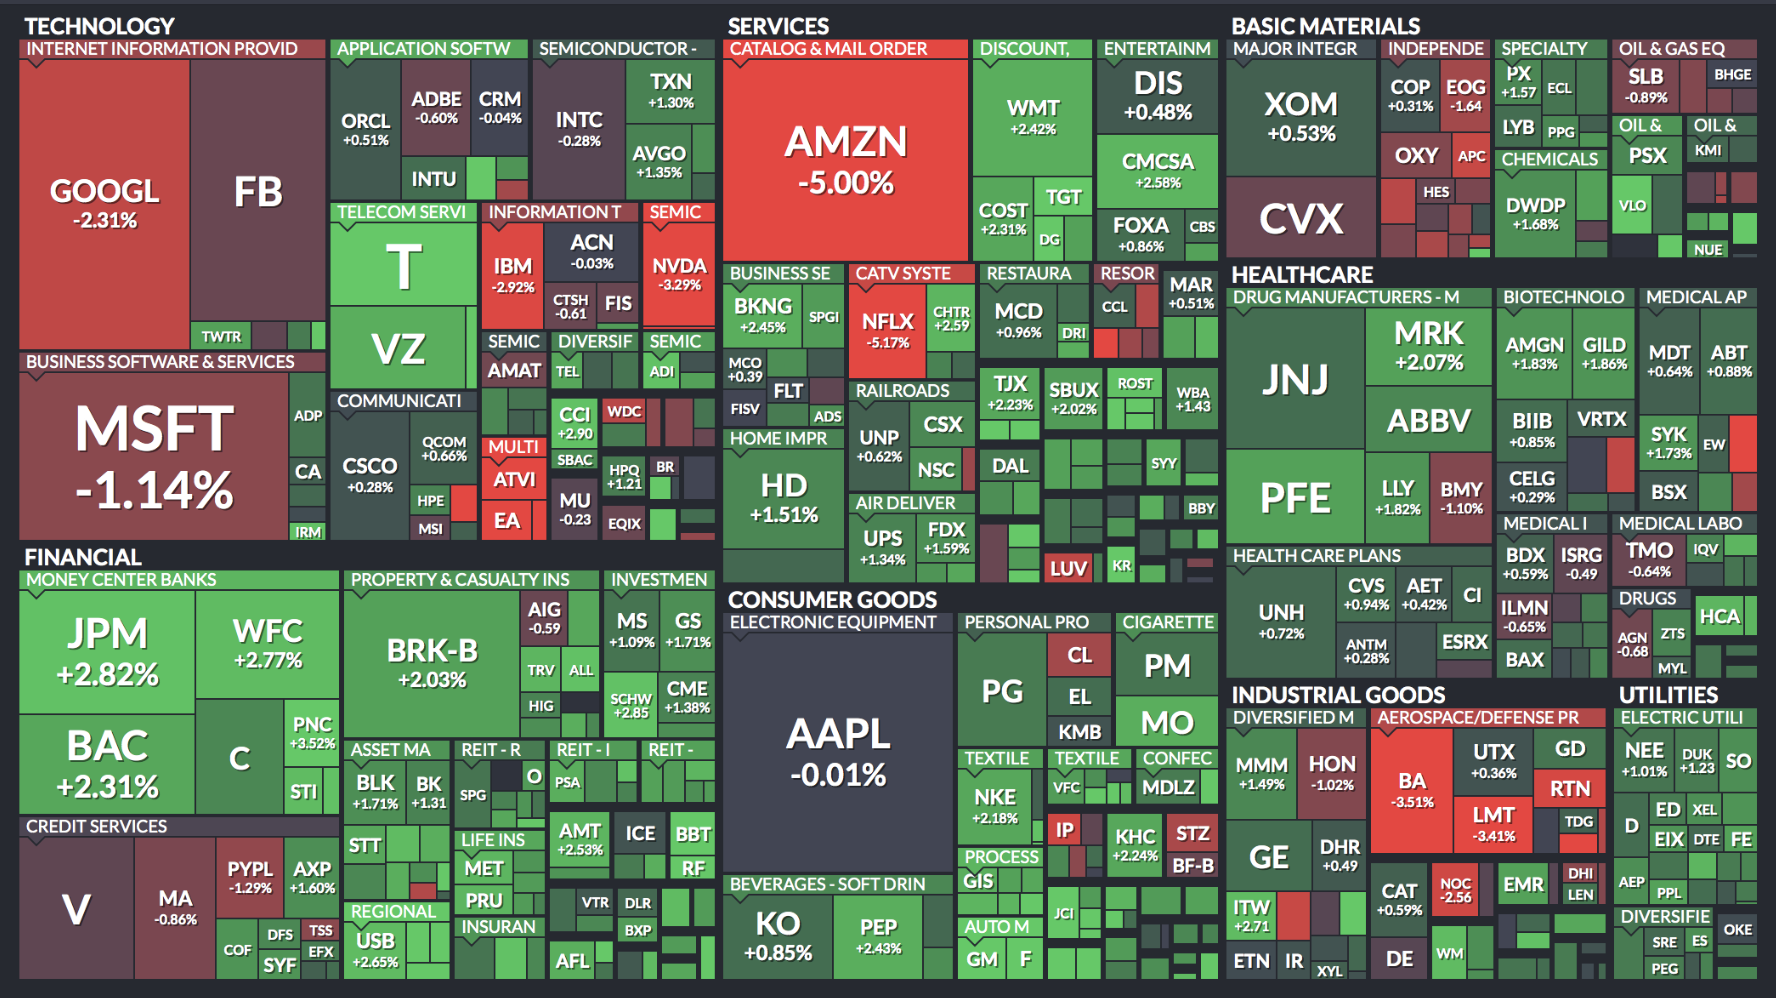 TECHNOLOGY
INTERNET INFORMATION PROVID
GOOGL
-2.31%
FB
TWTR
BUSINESS SOFTWARE & SERVICES
MSFT
-1.14%
ADP
CA
IRM
APPLICATION SOFTW
ORCL
+0.51%
ADBE
-0.60%
CRM
-0.04%
INTU
SEMICONDUCTOR -
INTC
-0.28%
TXN
+1.30%
AVGO
+1.35%
TELECOM SERVI
T
VZ
INFORMATION T
IBM
-2.92%
ACN
-0.03%
CTSH
-0.61
FIS
SEMIC
NVDA
-3.29%
SEMIC
AMAT
DIVERSIF
TEL
SEMIC
ADI
COMMUNICATI
CSCO
+0.28%
QCOM
+0.66%
HPE
MSI
MULTI
ATVI
EA
CCI
+2.90
SBAC
MU
-0.23
WDC
HPQ
+1.21
BR
EQIX
FINANCIAL
MONEY CENTER BANKS
JPM
+2.82%
WFC
+2.77%
BAC
+2.31%
C
PNC
+3.52%
STI
CREDIT SERVICES
V
MA
-0.86%
PYPL
-1.29%
AXP
+1.60%
COF
DFS
SYF
TSS
EFX
PROPERTY & CASUALTY INS
BRK-B
+2.03%
AIG
-0.59
TRV
ALL
HIG
INVESTMEN
MS
+1.09%
GS
+1.71%
SCHW
+2.85
CME
+1.38%
ASSET MA
BLK
+1.71%
BK
+1.31
STT
REGIONAL
USB
+2.65%
REIT - R
SPG
O
LIFE INS
MET
PRU
INSURAN
REIT - I
PSA
REIT -
AMT
+2.53%
ICE
BBT
RF
VTR
DLR
BXP
AFL
SERVICES
CATALOG & MAIL ORDER
AMZN
-5.00%
DISCOUNT,
WMT
+2.42%
COST
+2.31%
TGT
DG
ENTERTAINM
DIS
+0.48%
CMCSA
+2.58%
FOXA
+0.86%
CBS
BUSINESS SE
BKNG
+2.45%
SPGI
MCO
+0.39
FLT
FISV
ADS
CATV SYSTE
NFLX
-5.17%
CHTR
+2.59
RESTAURA
MCD
+0.96%
DRI
RESOR
CCL
MAR
+0.51%
HOME IMPR
HD
+1.51%
RAILROADS
UNP
+0.62%
CSX
NSC
AIR DELIVER
UPS
+1.34%
FDX
+1.59%
TJX
+2.23%
SBUX
+2.02%
ROST
WBA
+1.43
DAL
SYY
BBY
LUV
KR
CONSUMER GOODS
ELECTRONIC EQUIPMENT
AAPL
-0.01%
BEVERAGES - SOFT DRIN
KO
+0.85%
PEP
+2.43%
PERSONAL PRO
PG
CL
EL
KMB
CIGARETTE
PM
MO
TEXTILE
NKE
+2.18%
TEXTILE
VFC
CONFEC
MDLZ
PROCESS
GIS
AUTO M
GM
F
IP
KHC
+2.24%
STZ
BF-B
JCI
BASIC MATERIALS
MAJOR INTEGR
XOM
+0.53%
CVX
INDEPENDE
COP
+0.31%
EOG
-1.64
OXY
APC
HES
SPECIALTY
PX
+1.57
ECL
LYB
PPG
CHEMICALS
DWDP
+1.68%
OIL & GAS EQ
SLB
-0.89%
BHGE
OIL &
PSX
VLO
OIL &
KMI
NUE
HEALTHCARE
DRUG MANUFACTURERS - M
JNJ
MRK
+2.07%
ABBV
PFE
LLY
+1.82%
BMY
-1.10%
BIOTECHNOLO
AMGN
+1.83%
GILD
+1.86%
BIIB
+0.85%
VRTX
CELG
+0.29%
MEDICAL AP
MDT
+0.64%
ABT
+0.88%
SYK
+1.73%
EW
BSX
HEALTH CARE PLANS
UNH
+0.72%
CVS
+0.94%
AET
+0.42%
CI
ANTM
+0.28%
ESRX
MEDICAL I
BDX
+0.59%
ISRG
-0.49
ILMN
-0.65%
BAX
MEDICAL LABO
TMO
-0.64%
IQV
DRUGS
AGN
-0.68
ZTS
MYL
HCA
INDUSTRIAL GOODS
DIVERSIFIED M
MMM
+1.49%
HON
-1.02%
GE
DHR
+0.49
ITW
+2.71
ETN
IR
XYL
AEROSPACE/DEFENSE PR
BA
-3.51%
UTX
+0.36%
GD
LMT
-3.41%
RTN
TDG
CAT
+0.59%
DE
NOC
-2.56
WM
EMR
DHI
LEN
UTILITIES
ELECTRIC UTILI
NEE
+1.01%
DUK
+1.23
SO
D
ED
XEL
EIX
DTE
FE
AEP
PPL
DIVERSIFIE
SRE
ES
PEG
OKE